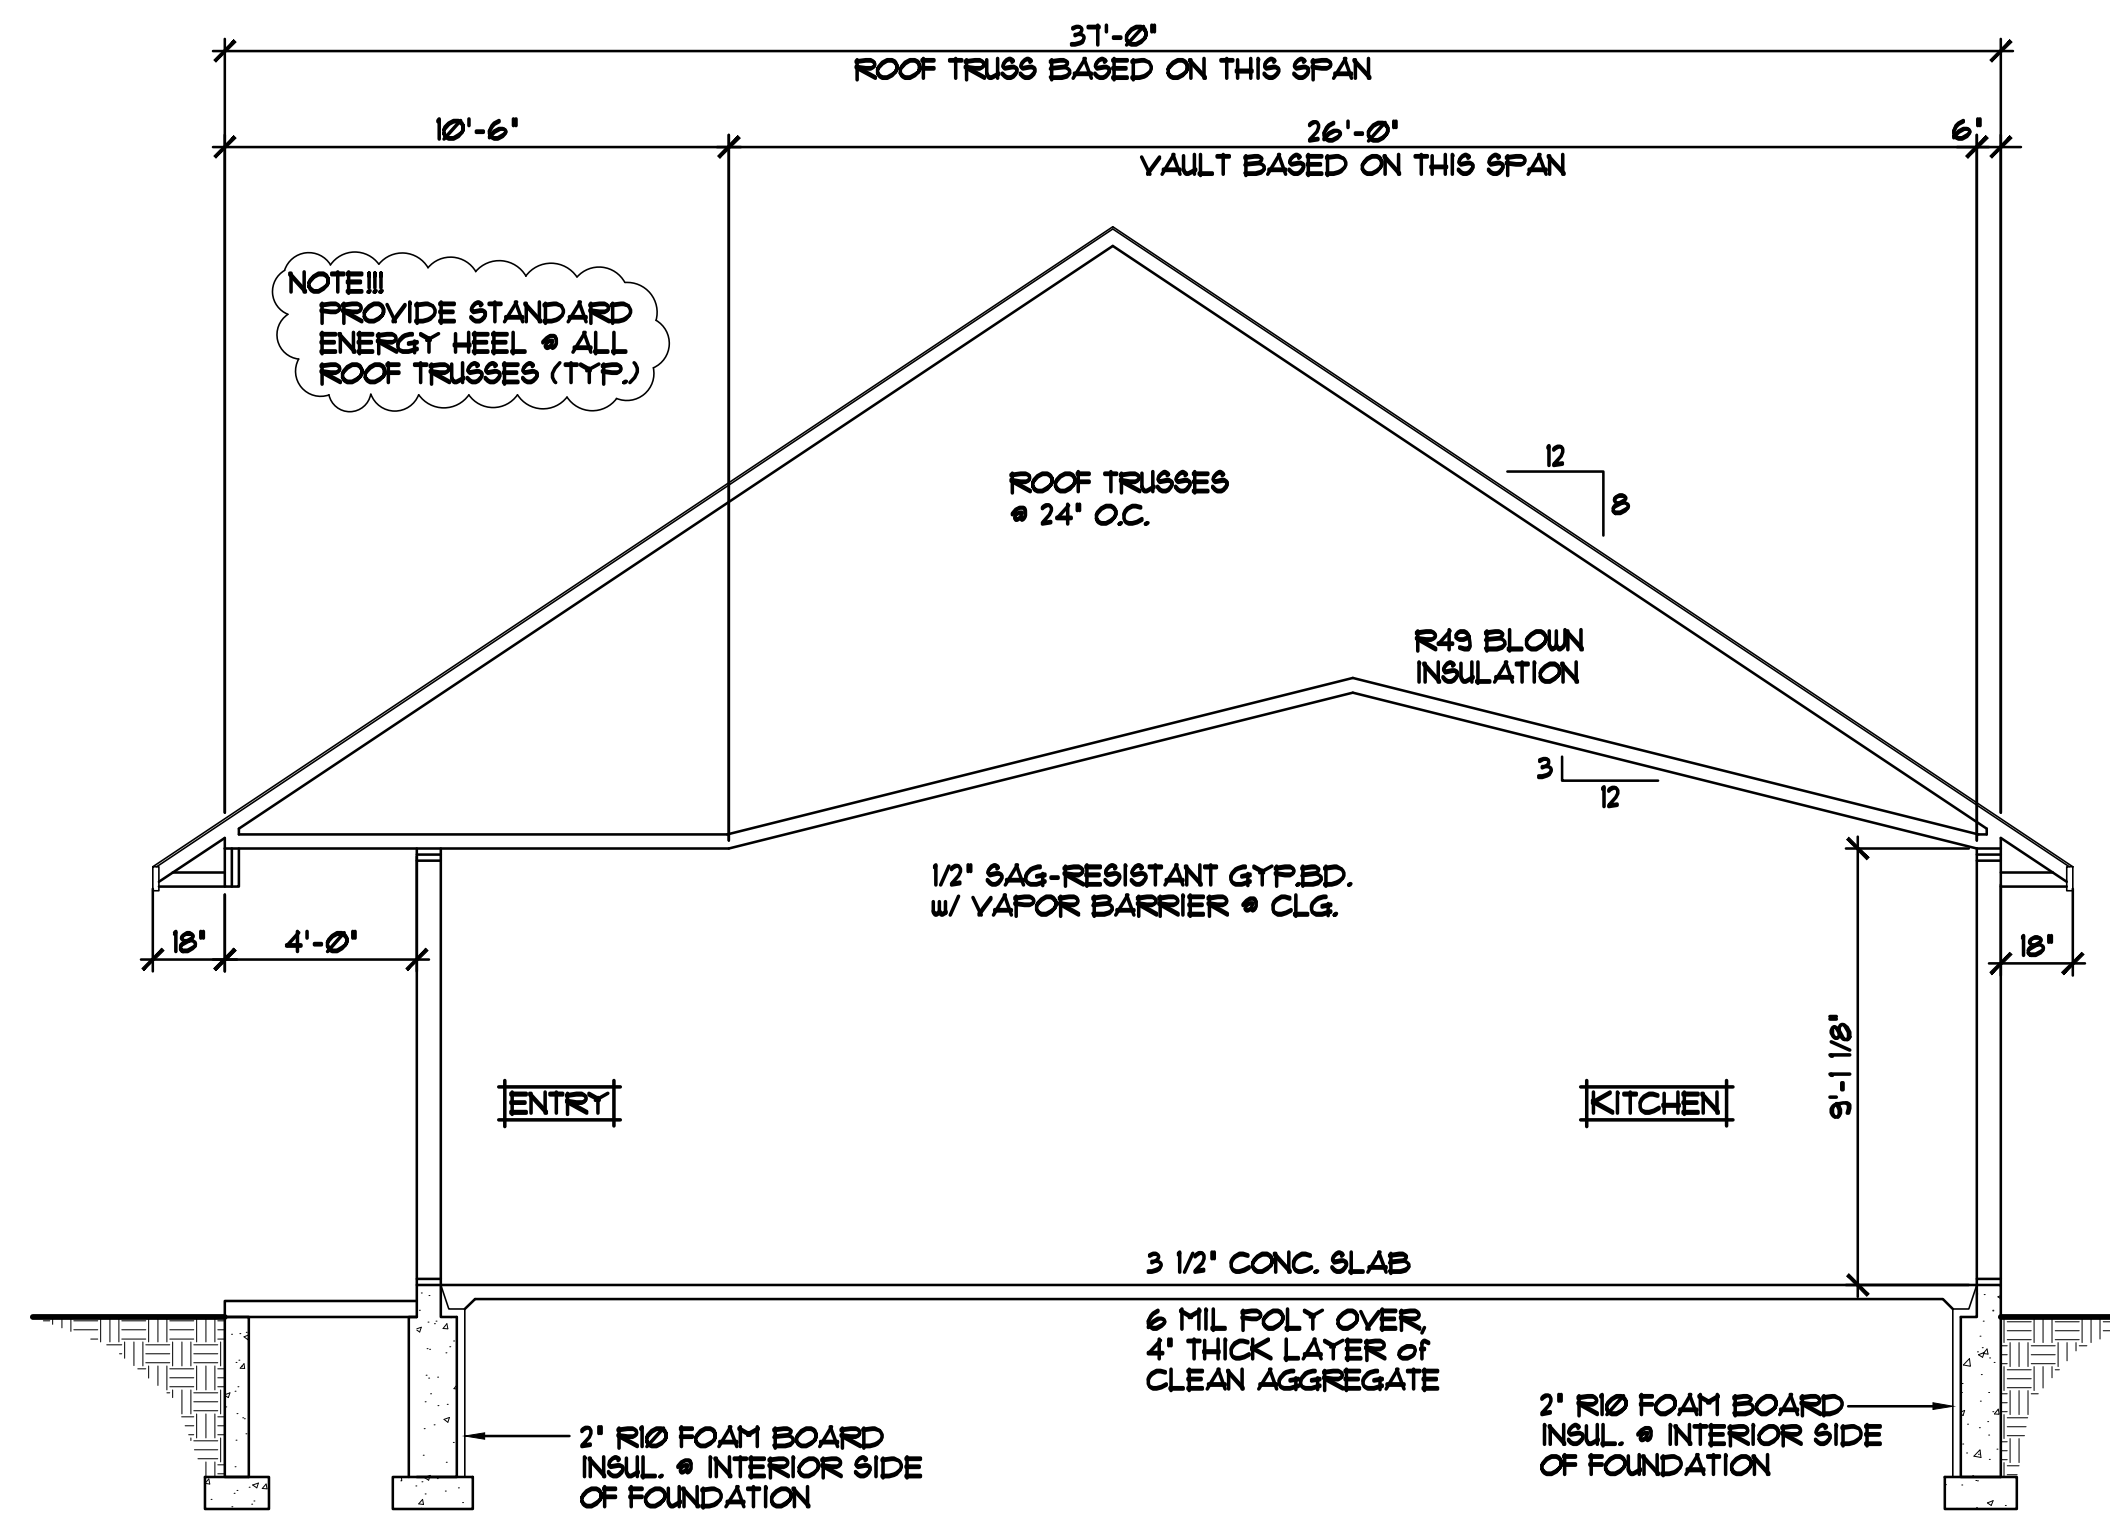 37'-0"
ROOF TRUSS BASED ON THIS SPAN
10'-6"
26'-0"
6"
VAULT BASED ON THIS SPAN
NOTE!!!
PROVIDE STANDARD
ENERGY HEEL @ ALL
ROOF TRUSSES (TYP.)
12
8
ROOF TRUSSES
@ 24" O.C.
R49 BLOWN
INSULATION
3
12
1/2" SAG-RESISTANT GYP.BD.
w/ VAPOR BARRIER @ CLG.
18"
4'-0"
18"
9'-1 1/8"
ENTRY
KITCHEN
3 1/2" CONC. SLAB
6 MIL POLY OVER,
4" THICK LAYER of
CLEAN AGGREGATE
2" R10 FOAM BOARD
INSUL. @ INTERIOR SIDE
OF FOUNDATION
2" R10 FOAM BOARD
INSUL. @ INTERIOR SIDE
OF FOUNDATION